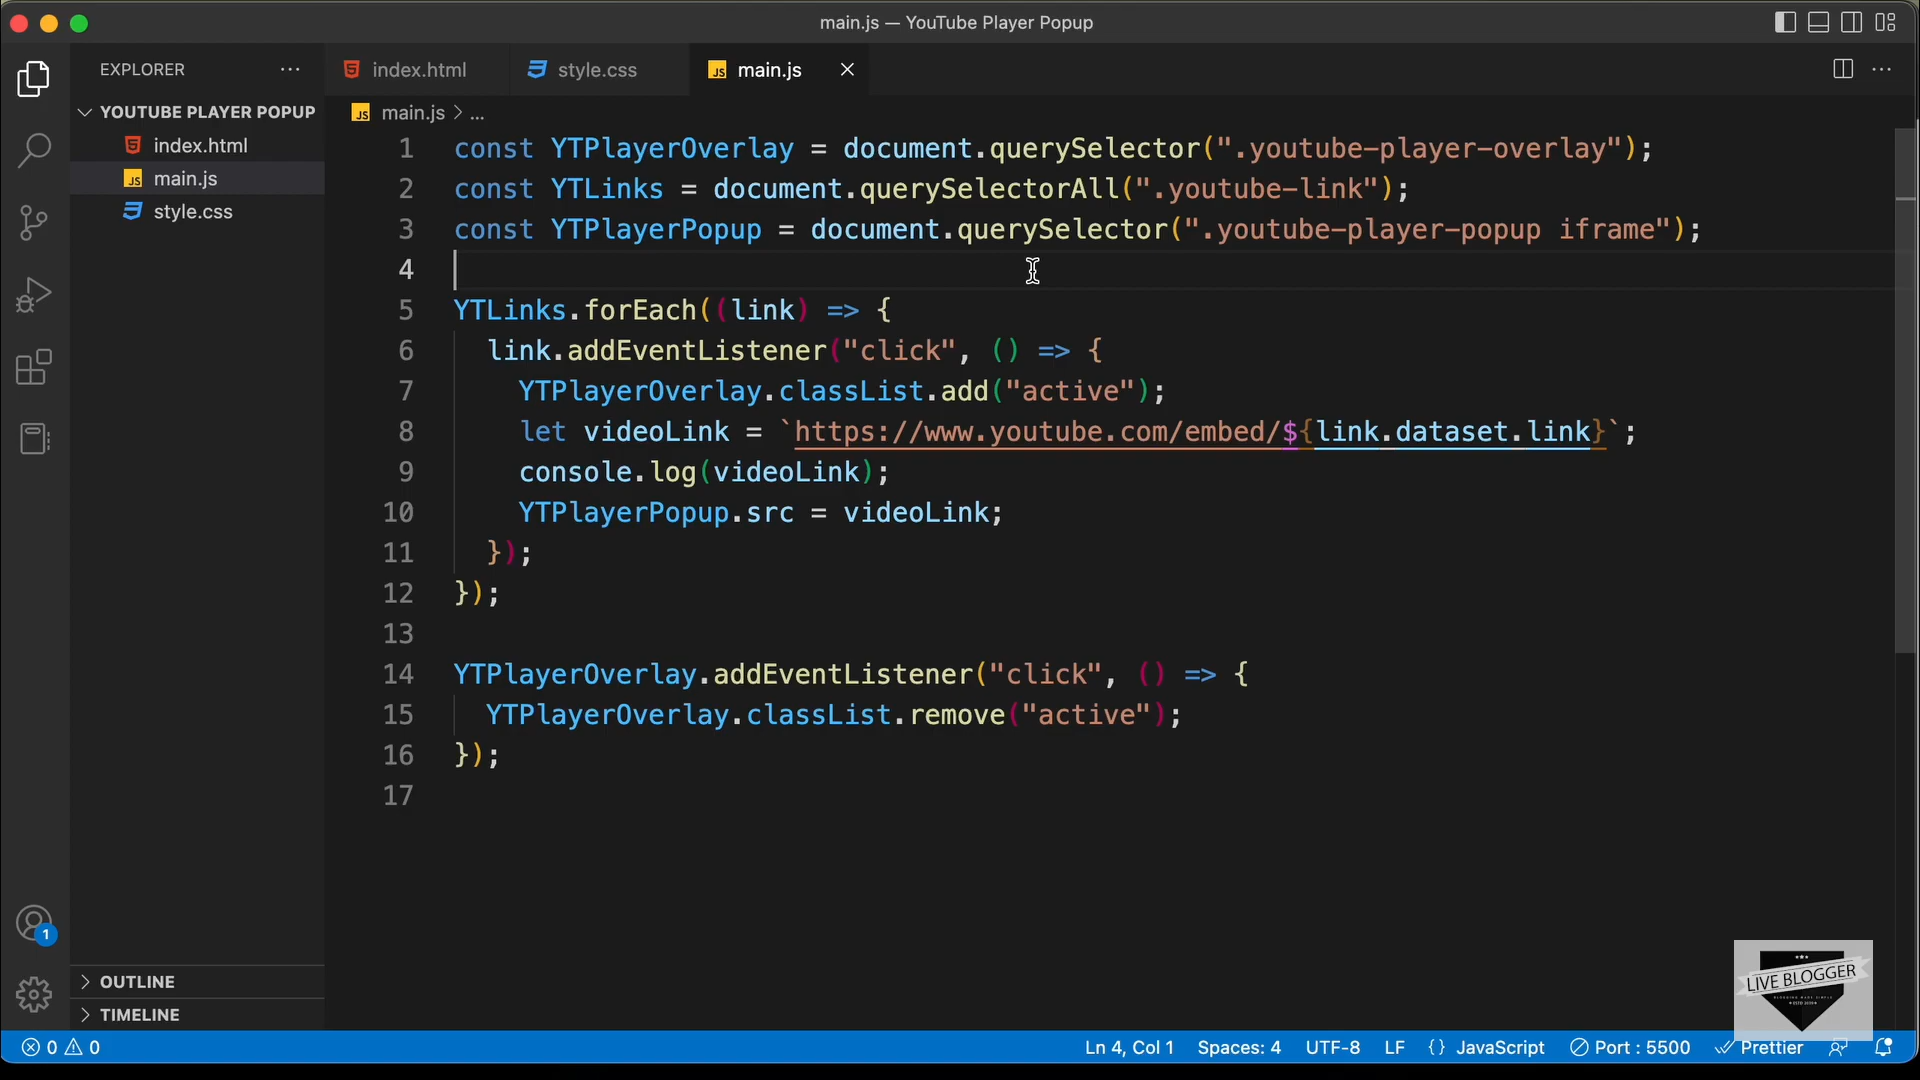 main.js — YouTube Player Popup
EXPLORER
index.html
style.css
main.js
YOUTUBE PLAYER POPUP
index.html
main.js
style.css
main.js > ...
1 const YTPlayerOverlay = document.querySelector(".youtube-player-overlay");
2 const YTLinks = document.querySelectorAll(".youtube-link");
3 const YTPlayerPopup = document.querySelector(".youtube-player-popup iframe");
4
5 YTLinks.forEach((link) => {
6 link.addEventListener("click", () => {
7 YTPlayerOverlay.classList.add("active");
8 let videoLink = `https://www.youtube.com/embed/${link.dataset.link}`;
9 console.log(videoLink);
10 YTPlayerPopup.src = videoLink;
11 });
12 });
13
14 YTPlayerOverlay.addEventListener("click", () => {
15 YTPlayerOverlay.classList.remove("active");
16 });
17
1
OUTLINE
TIMELINE
LIVE BLOGGER
0 0
Ln 4, Col 1 Spaces: 4 UTF-8 LF {} JavaScript Port : 5500 Prettier